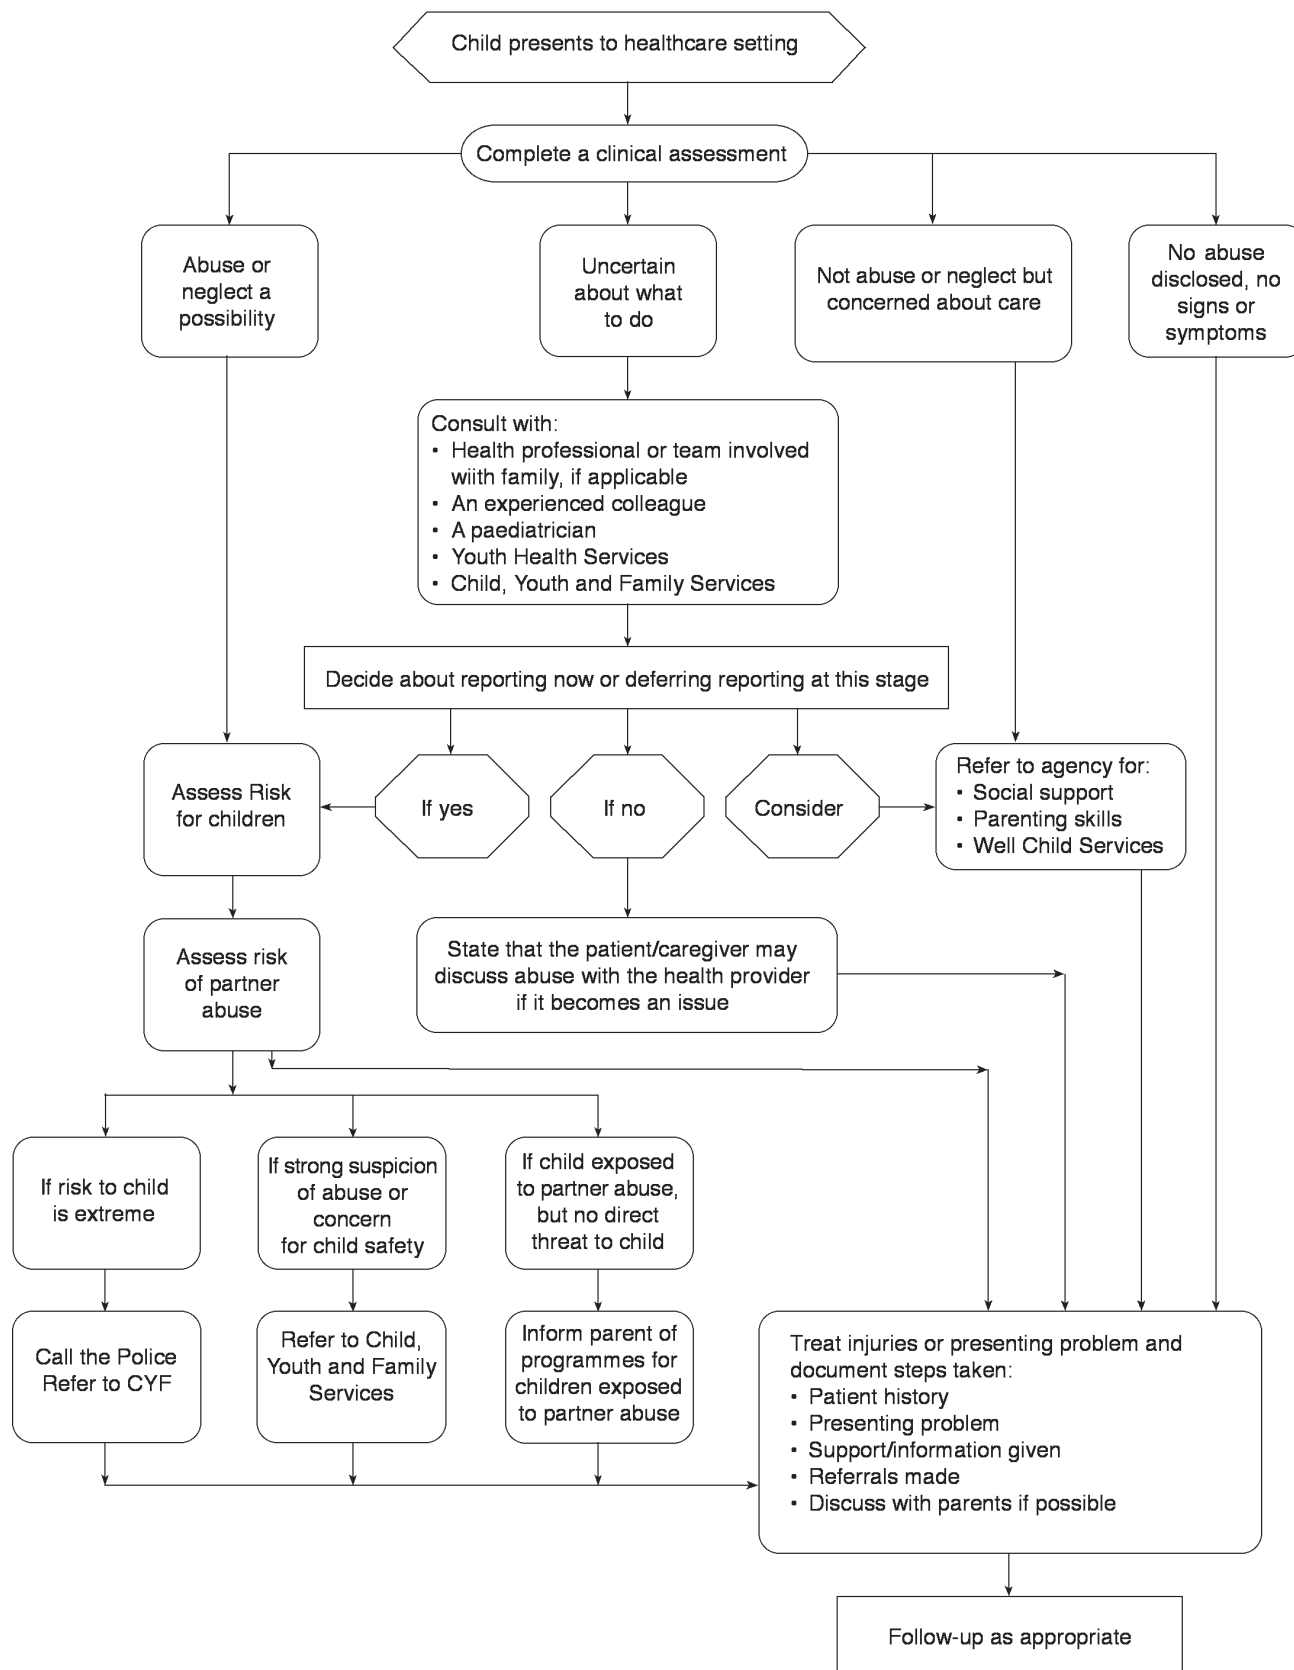 Child presents to healthcare setting
Complete a clinical assessment
Abuse or
neglect a
possibility
Uncertain
about what
to do
Not abuse or neglect but
concerned about care
No abuse
disclosed, no
signs or
symptoms
Consult with:
• Health professional or team involved
wiith family, if applicable
• An experienced colleague
• A paediatrician
• Youth Health Services
• Child, Youth and Family Services
Decide about reporting now or deferring reporting at this stage
Assess Risk
for children
If yes
If no
Consider
Refer to agency for:
• Social support
• Parenting skills
• Well Child Services
Assess risk
of partner
abuse
State that the patient/caregiver may
discuss abuse with the health provider
if it becomes an issue
If risk to child
is extreme
If strong suspicion
of abuse or
concern
for child safety
If child exposed
to partner abuse,
but no direct
threat to child
Call the Police
Refer to CYF
Refer to Child,
Youth and Family
Services
Inform parent of
programmes for
children exposed
to partner abuse
Treat injuries or presenting problem and
document steps taken:
• Patient history
• Presenting problem
• Support/information given
• Referrals made
• Discuss with parents if possible
Follow-up as appropriate